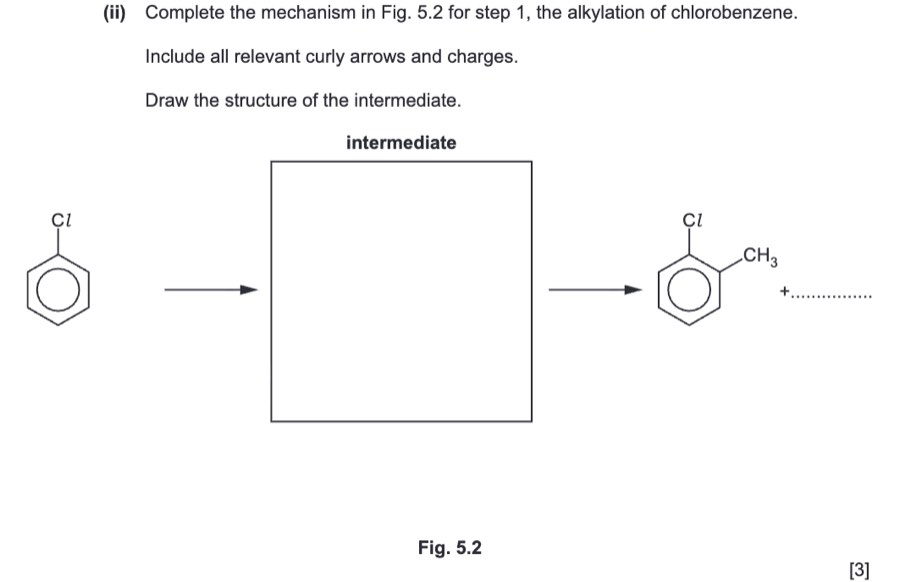 (ii) Complete the mechanism in Fig. 5.2 for step 1, the alkylation of chlorobenzene.
Include all relevant curly arrows and charges.
Draw the structure of the intermediate.
intermediate
Cl
Cl
CH3
+................
Fig. 5.2
[3]